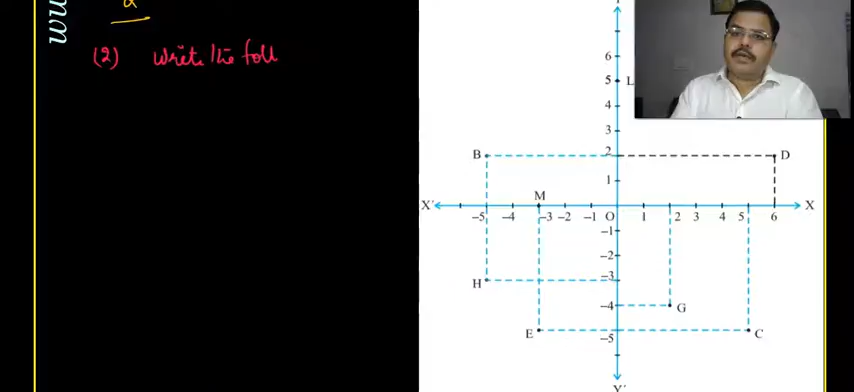 (2) Write the foll
6
5 L
4
3
B 2 D
1
M
X' -5 -4 -3 -2 -1 O 1 2 3 4 5 6 X
-1
-2
H -3
-4 G
E -5 C
Y'